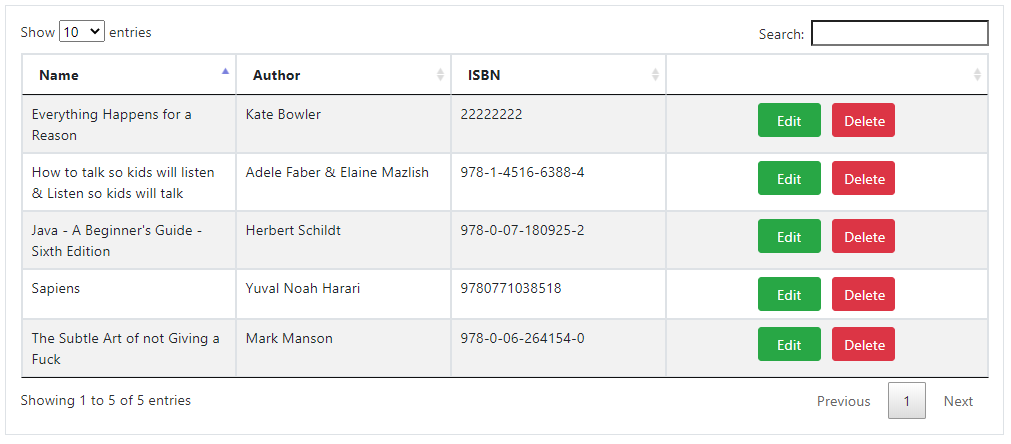 Show 10 entries
Search:
Name Author ISBN
Everything Happens for a Reason Kate Bowler 22222222 Edit Delete
How to talk so kids will listen & Listen so kids will talk Adele Faber & Elaine Mazlish 978-1-4516-6388-4 Edit Delete
Java - A Beginner's Guide - Sixth Edition Herbert Schildt 978-0-07-180925-2 Edit Delete
Sapiens Yuval Noah Harari 9780771038518 Edit Delete
The Subtle Art of not Giving a Fuck Mark Manson 978-0-06-264154-0 Edit Delete
Showing 1 to 5 of 5 entries
Previous 1 Next